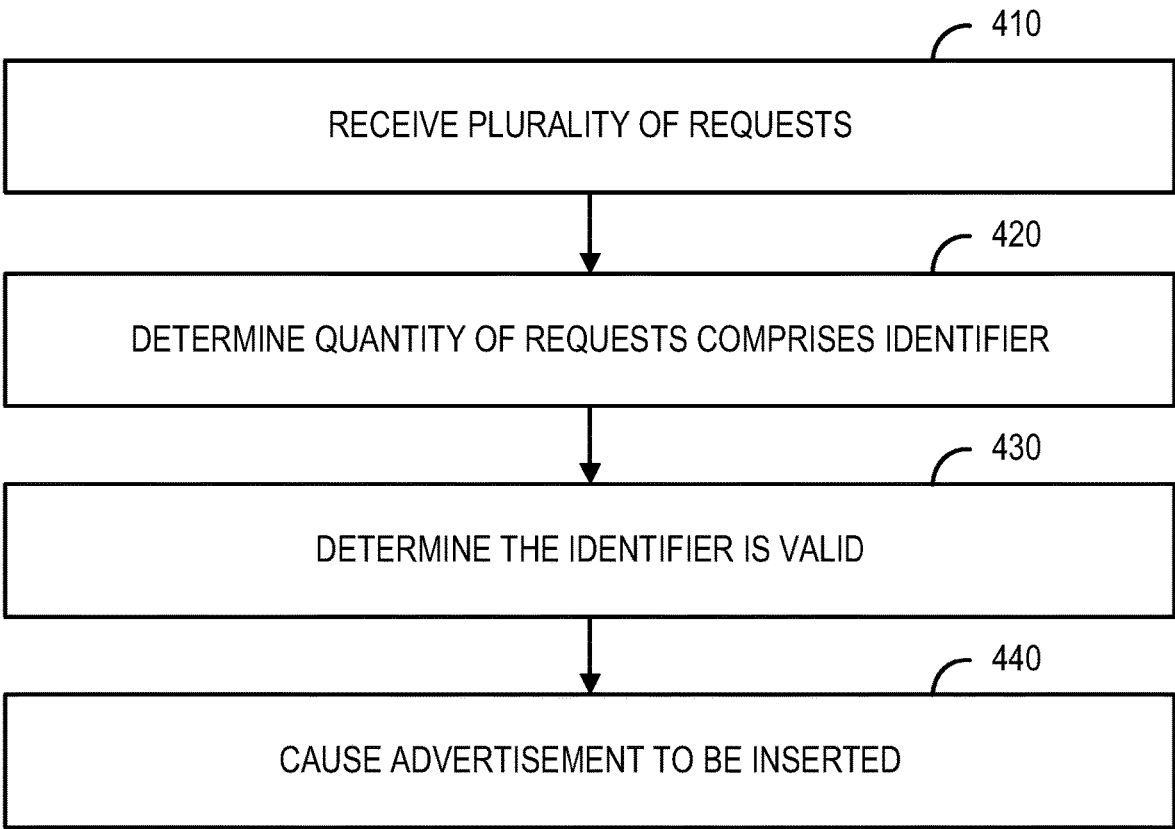 410
RECEIVE PLURALITY OF REQUESTS
420
DETERMINE QUANTITY OF REQUESTS COMPRISES IDENTIFIER
430
DETERMINE THE IDENTIFIER IS VALID
440
CAUSE ADVERTISEMENT TO BE INSERTED